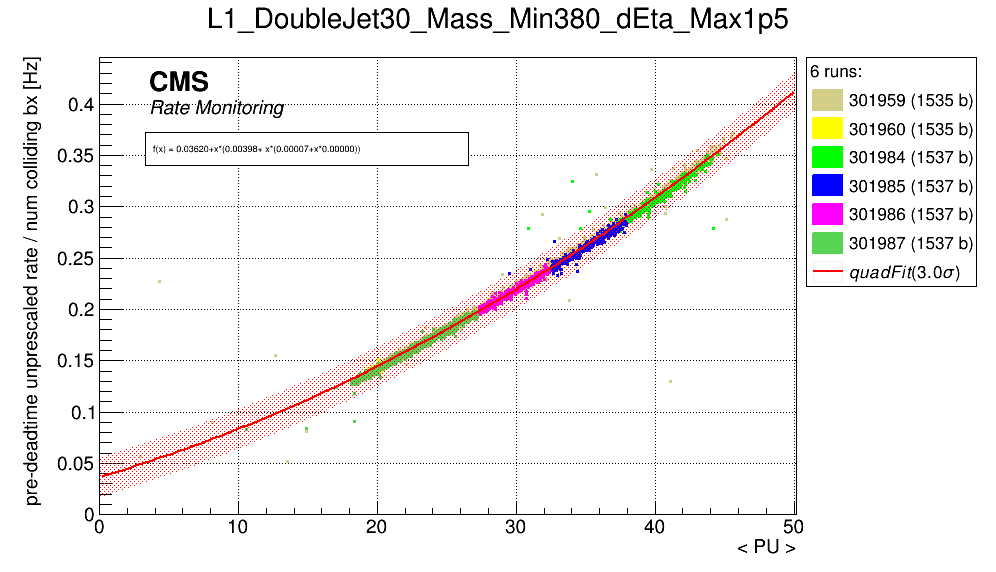 L1_DoubleJet30_Mass_Min380_dEta_Max1p5
pre-deadtime unprescaled rate / num colliding bx [Hz]
CMS
Rate Monitoring
f(x) = 0.03620+x*(0.00398+ x*(0.00007+x*0.00000))
0.4
0.35
0.3
0.25
0.2
0.15
0.1
0.05
0
0 10 20 30 40 50
< PU >
6 runs:
301959 (1535 b)
301960 (1535 b)
301984 (1537 b)
301985 (1537 b)
301986 (1537 b)
301987 (1537 b)
quadFit(3.0σ)